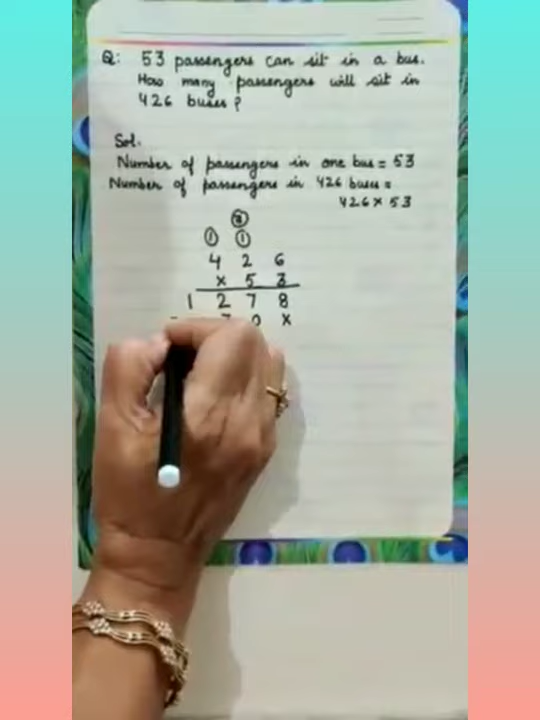 Q: 53 passengers can sit in a bus.
How many passengers will sit in
426 buses?
Sol.
Number of passengers in one bus = 53
Number of passengers in 426 buses =
426 × 53
③
① ①
4 2 6
× 5 3
1 2 7 8
3 0 ×